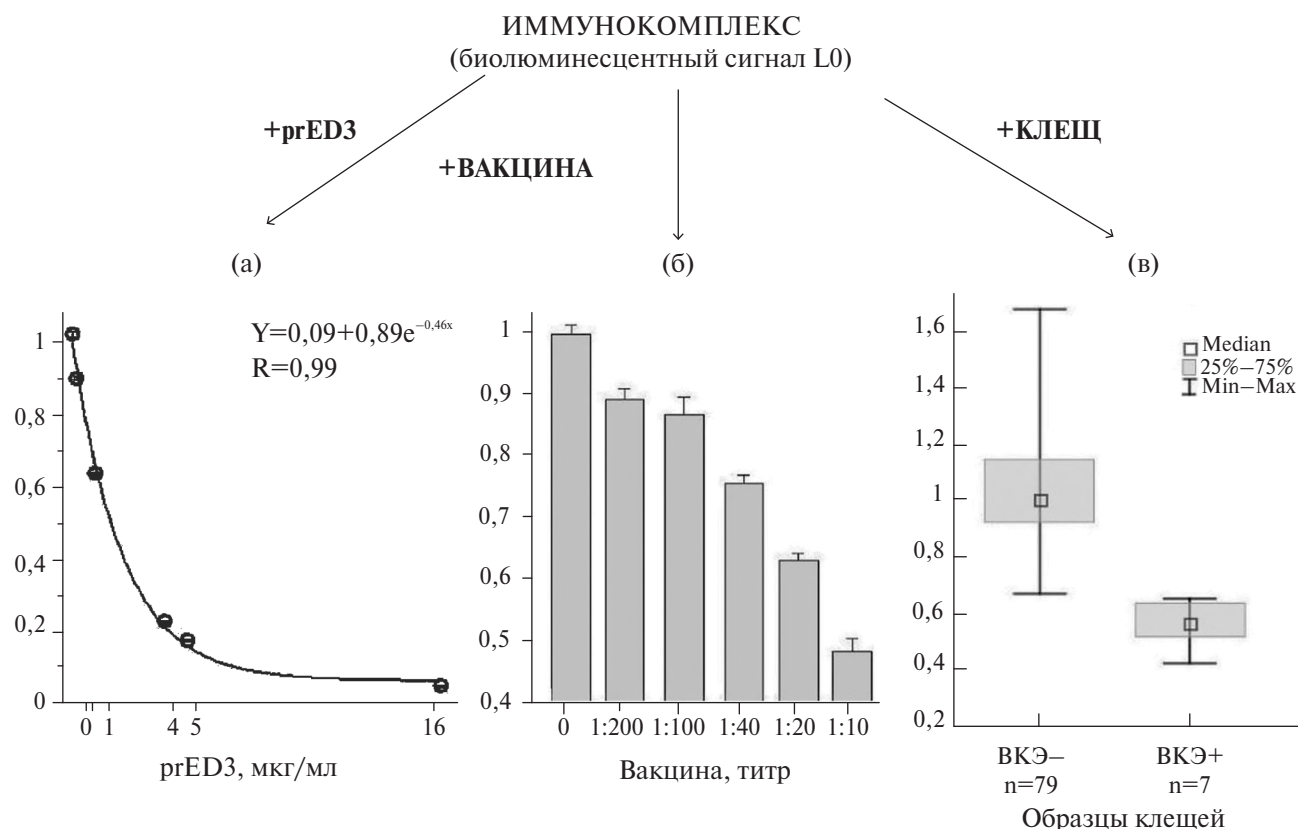 ИММУНОКОМПЛЕКС
(биолюминесцентный сигнал L0)
+prED3
+ВАКЦИНА
+КЛЕЩ
(а)
(б)
(в)
Y=0,09+0,89e^–0,46x
R=0,99
1
0,8
0,6
0,4
0,2
0
0 1 4 5 16
prED3, мкг/мл
1
0,9
0,8
0,7
0,6
0,5
0,4
0 1:200 1:100 1:40 1:20 1:10
Вакцина, титр
1,6
1,4
1,2
1
0,8
0,6
0,4
0,2
Median
25%–75%
Min–Max
ВКЭ– ВКЭ+
n=79 n=7
Образцы клещей